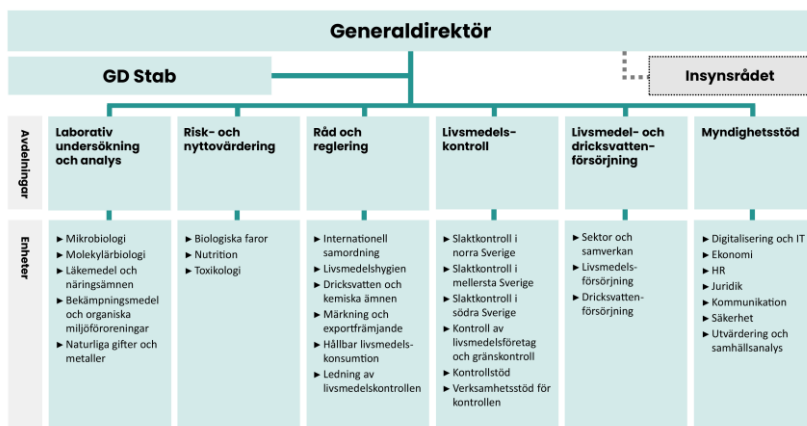 Generaldirektör
GD Stab
Insynsrådet
Avdelningar
Laborativ
undersökning
och analys
Risk- och
nyttovärdering
Råd och
reglering
Livsmedels-
kontroll
Livsmedel- och
dricksvatten-
försörjning
Myndighetsstöd
Enheter
► Mikrobiologi
► Molekylärbiologi
► Läkemedel och
näringsämnen
► Bekämpningsmedel
och organiska
miljöföroreningar
► Naturliga gifter och
metaller
► Biologiska faror
► Nutrition
► Toxikologi
► Internationell
samordning
► Livsmedelshygien
► Dricksvatten och
kemiska ämnen
► Märkning och
exportfrämjande
► Hållbar livsmedels-
konsumtion
► Ledning av
livsmedelskontrollen
► Slaktkontroll i
norra Sverige
► Slaktkontroll i
mellersta Sverige
► Slaktkontroll i
södra Sverige
► Kontroll av
livsmedelsföretag
och gränskontroll
► Kontrollstöd
► Verksamhetsstöd för
kontrollen
► Sektor och
samverkan
► Livsmedels-
försörjning
► Dricksvatten-
försörjning
► Digitalisering och IT
► Ekonomi
► HR
► Juridik
► Kommunikation
► Säkerhet
► Utvärdering och
samhällsanalys